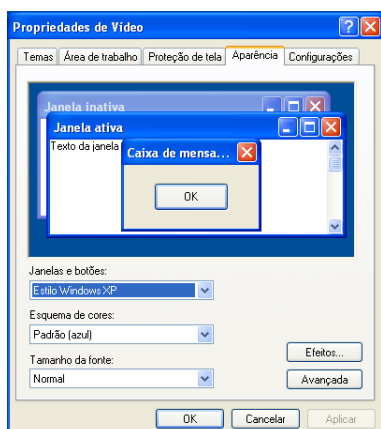 Propriedades de Vídeo
Temas Área de trabalho Proteção de tela Aparência Configurações
Janela inativa
Janela ativa
Texto da janela
Caixa de mensa...
OK
Janelas e botões:
Estilo Windows XP
Esquema de cores:
Padrão (azul)
Efeitos...
Tamanho da fonte:
Normal
Avançada
OK Cancelar Aplicar